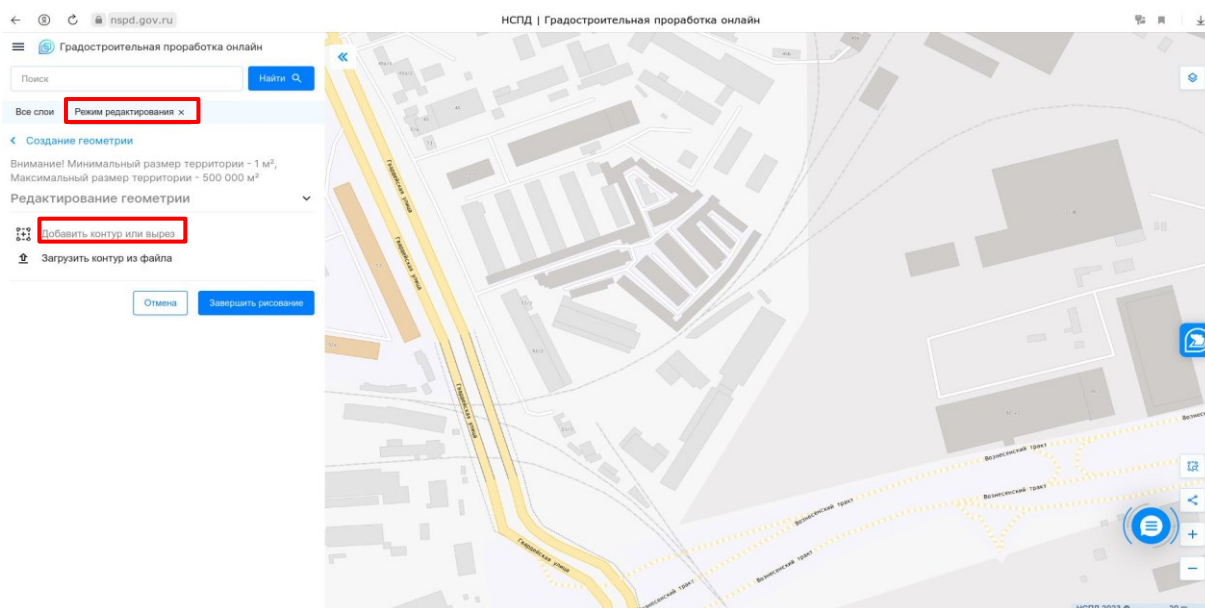 nspd.gov.ru
НСПД | Градостроительная проработка онлайн
Градостроительная проработка онлайн
Поиск
Найти
Все слои
Режим редактирования ×
Создание геометрии
Внимание! Минимальный размер территории - 1 м²,
Максимальный размер территории - 500 000 м²
Редактирование геометрии
Добавить контур или вырез
Загрузить контур из файла
Отмена
Завершить рисование
Гвардейская улица
Гвардейская улица
Гвардейская улица
Гвардейская улица
Вознесенский тракт
Вознесенский тракт
Вознесенский тракт
Вознесенский тракт
Вознесенский тракт